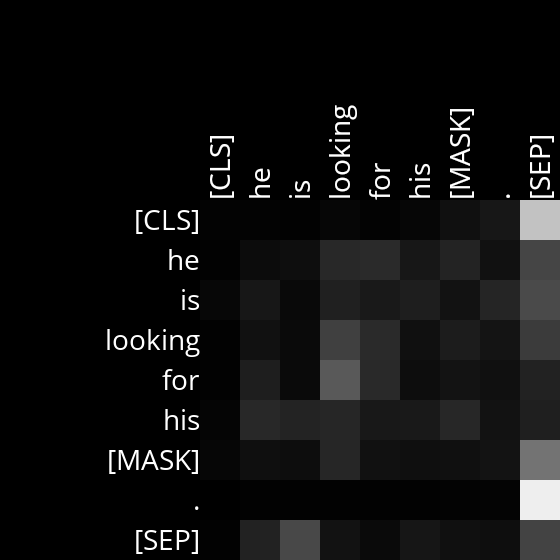 [CLS] he is looking for his [MASK] . [SEP]
[CLS]
he
is
looking
for
his
[MASK]
.
[SEP]